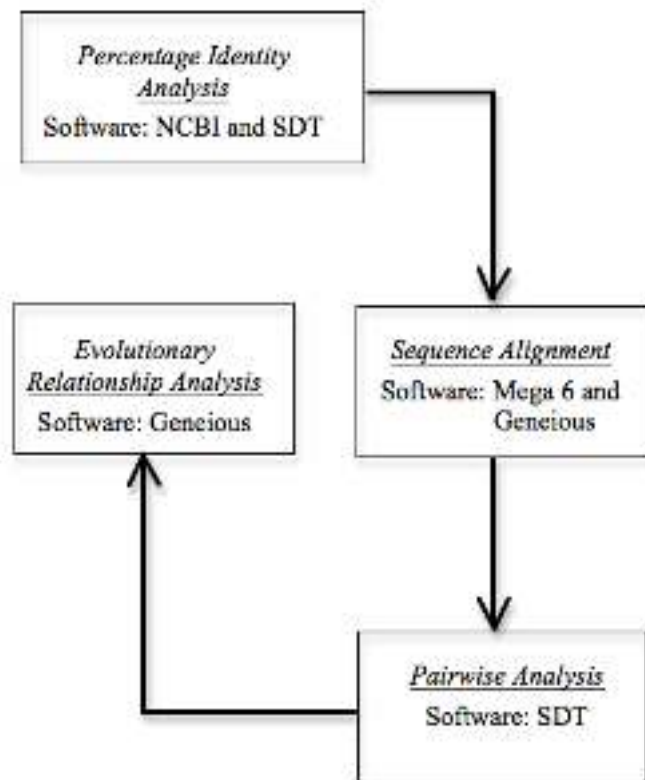 Percentage Identity
Analysis
Software: NCBI and SDT
Evolutionary
Relationship Analysis
Software: Geneious
Sequence Alignment
Software: Mega 6 and
Geneious
Pairwise Analysis
Software: SDT